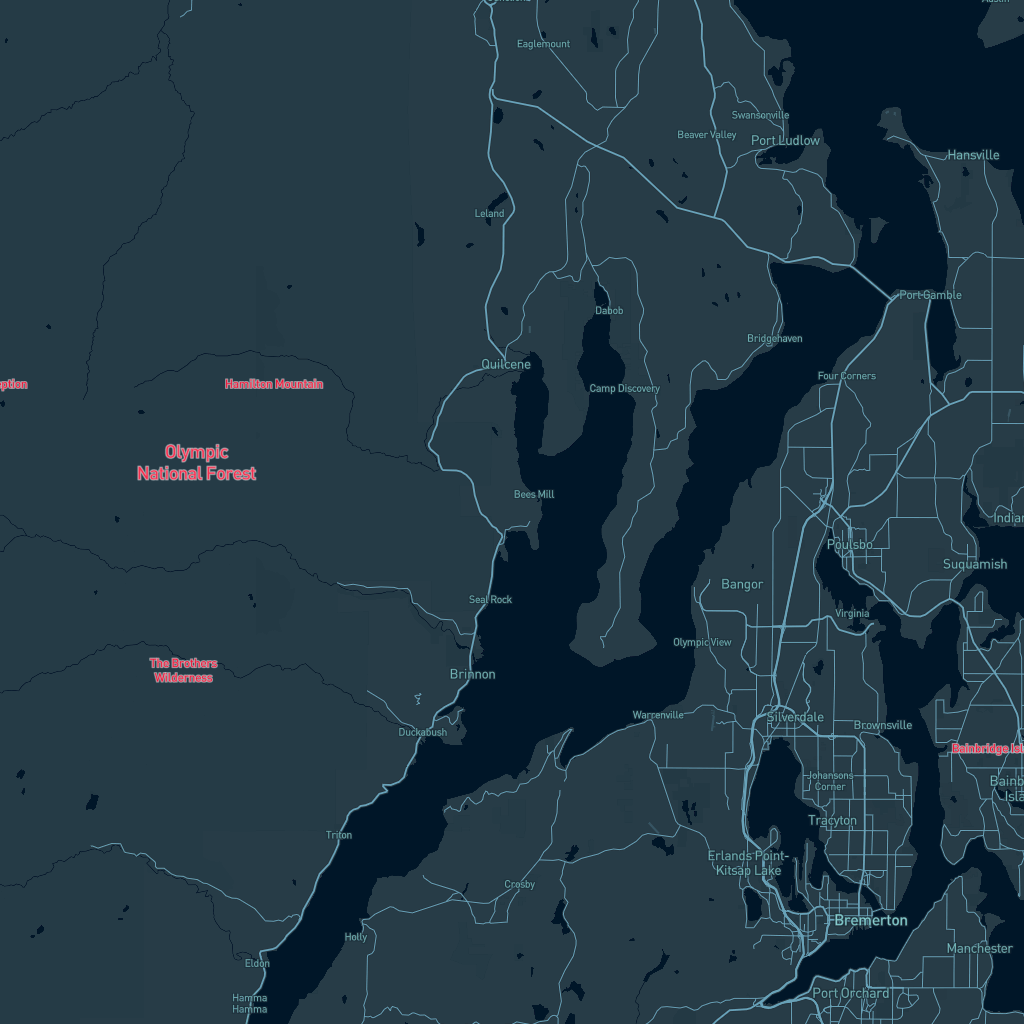 Eaglemount
Swansonville
Beaver Valley
Port Ludlow
Hansville
Leland
Port Gamble
Dabob
Bridgehaven
Quilcene
Four Corners
Hamilton Mountain
Camp Discovery
Olympic
National Forest
Bees Mill
Poulsbo
Suquamish
Bangor
Seal Rock
Virginia
Olympic View
The Brothers
Wilderness
Brinnon
Warrenville
Silverdale
Brownsville
Duckabush
Johansons
Corner
Tracyton
Triton
Erlands Point-
Kitsap Lake
Crosby
Bremerton
Holly
Manchester
Eldon
Port Orchard
Hamma
Hamma